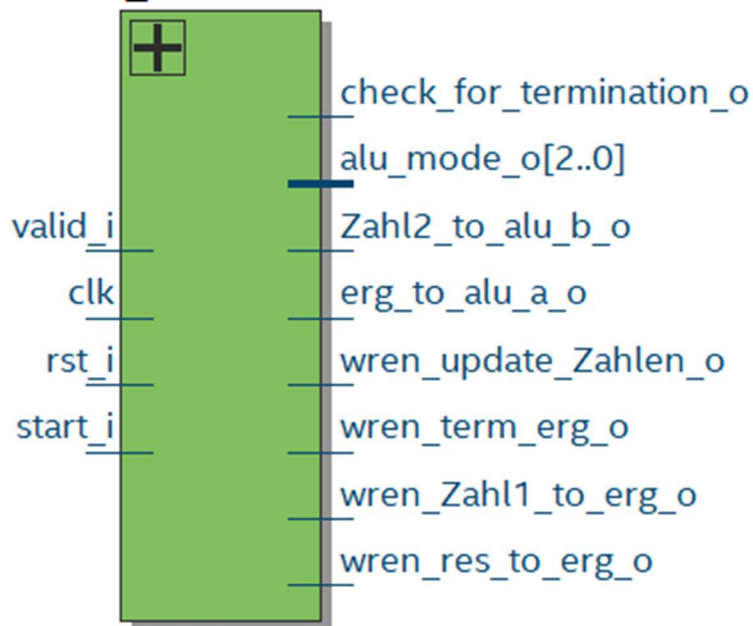 check_for_termination_o
alu_mode_o[2..0]
valid_i
Zahl2_to_alu_b_o
clk
erg_to_alu_a_o
rst_i
wren_update_Zahlen_o
start_i
wren_term_erg_o
wren_Zahl1_to_erg_o
wren_res_to_erg_o